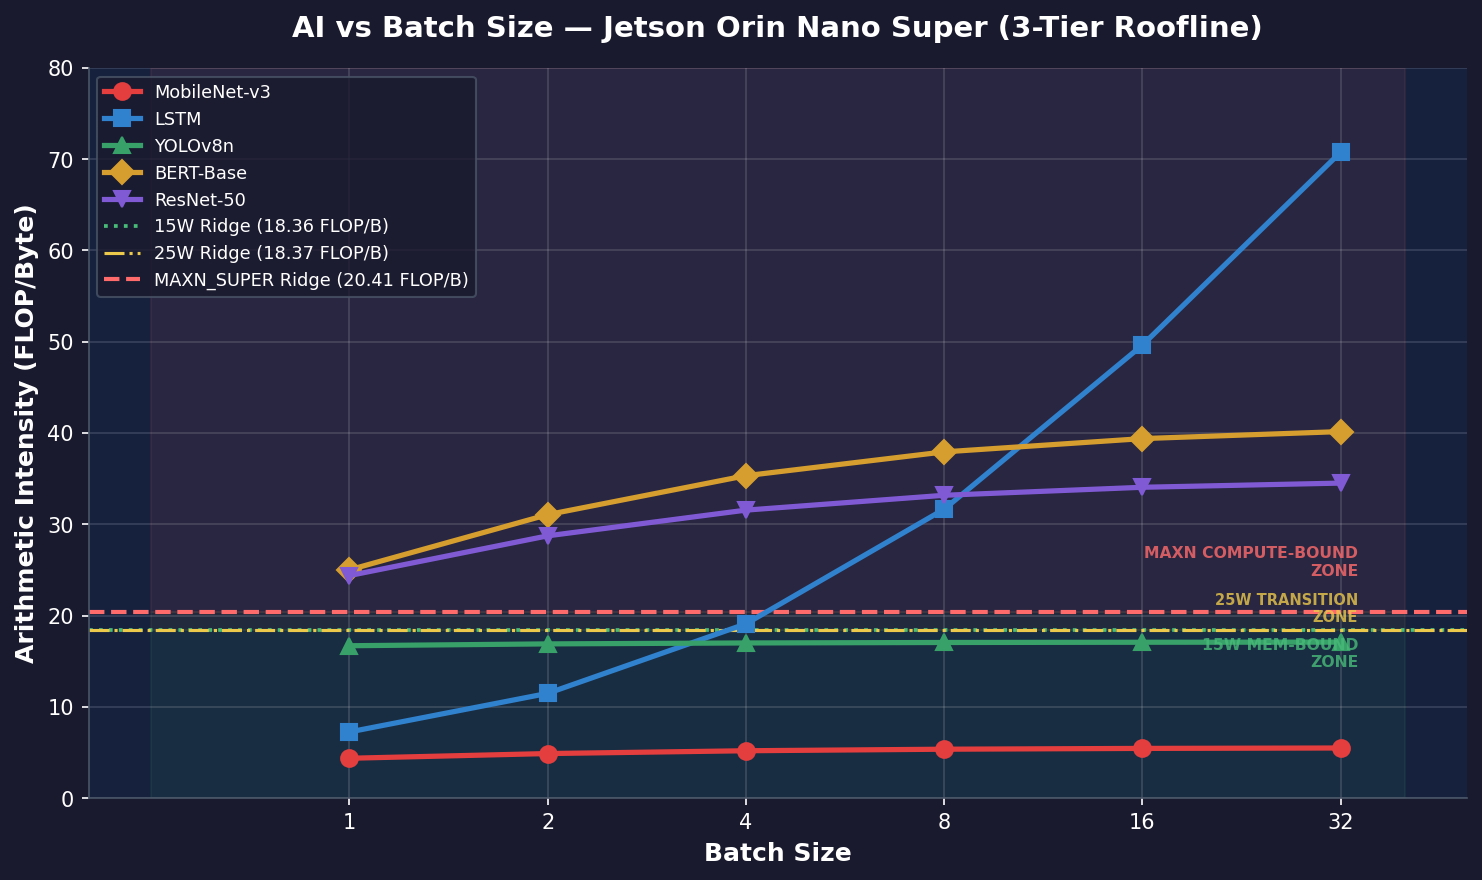 AI vs Batch Size — Jetson Orin Nano Super (3-Tier Roofline)
Arithmetic Intensity (FLOP/Byte)
80
70
60
50
40
30
20
10
0
MobileNet-v3
LSTM
YOLOv8n
BERT-Base
ResNet-50
15W Ridge (18.36 FLOP/B)
25W Ridge (18.37 FLOP/B)
MAXN_SUPER Ridge (20.41 FLOP/B)
MAXN COMPUTE-BOUND
ZONE
25W TRANSITION
ZONE
15W MEM-BOUND
ZONE
1 2 4 8 16 32
Batch Size